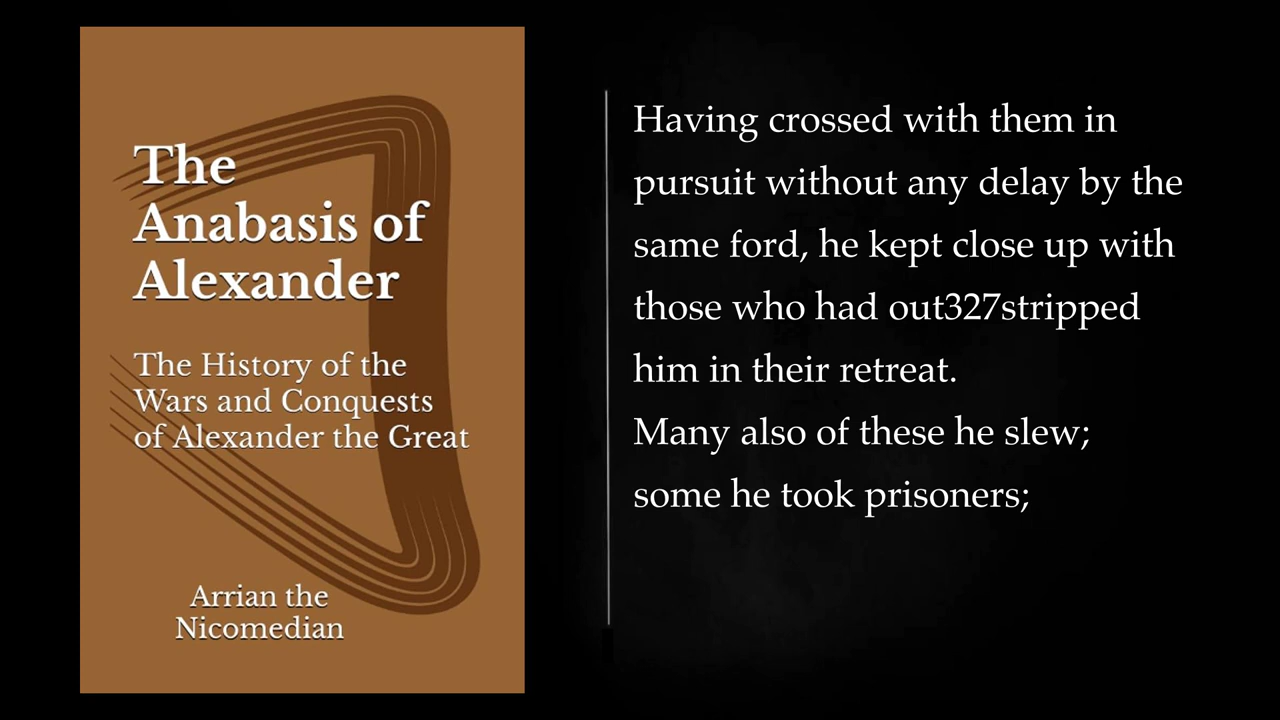 The
Anabasis of
Alexander
The History of the
Wars and Conquests
of Alexander the Great
Arrian the
Nicomedian
Having crossed with them in
pursuit without any delay by the
same ford, he kept close up with
those who had out327stripped
him in their retreat.
Many also of these he slew;
some he took prisoners;